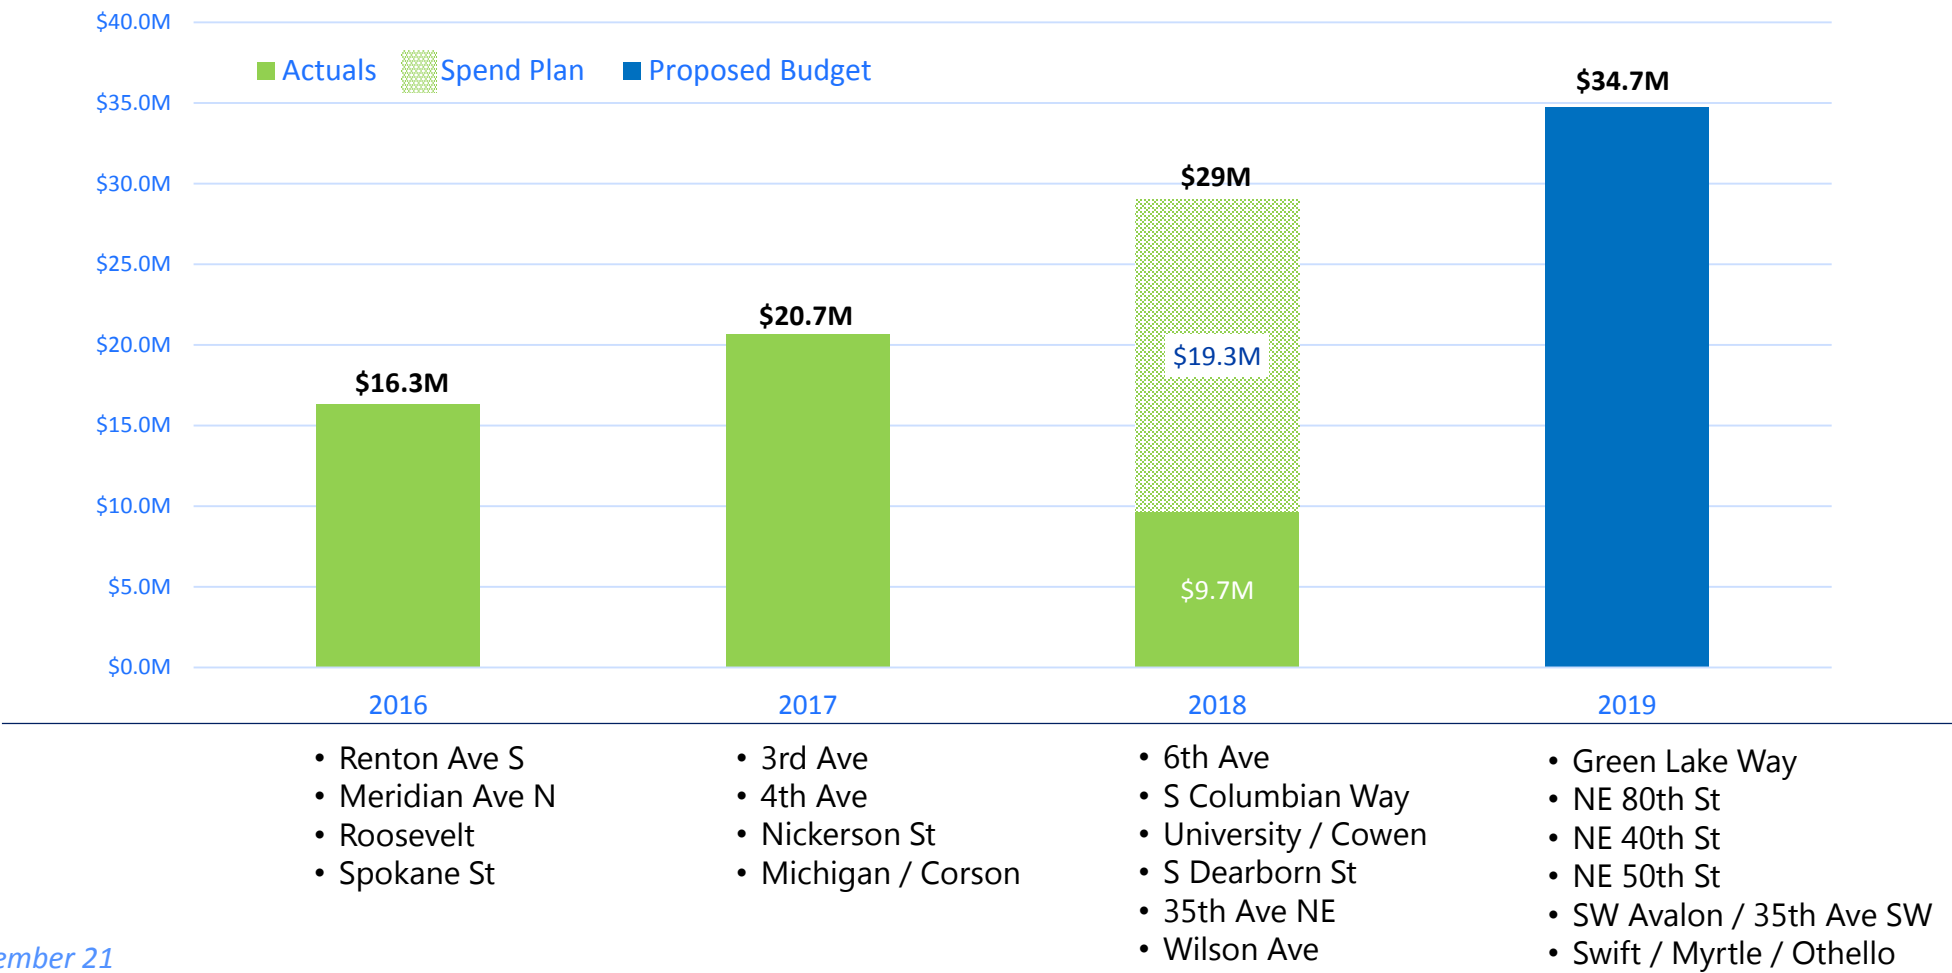 $40.0M
Actuals Spend Plan Proposed Budget
$34.7M
$35.0M
$29M
$30.0M
$25.0M
$20.7M
$20.0M
$19.3M
$16.3M
$15.0M
$10.0M
$9.7M
$5.0M
$0.0M
2016 2017 2018 2019
• Renton Ave S
• Meridian Ave N
• Roosevelt
• Spokane St
• 3rd Ave
• 4th Ave
• Nickerson St
• Michigan / Corson
• 6th Ave
• S Columbian Way
• University / Cowen
• S Dearborn St
• 35th Ave NE
• Wilson Ave
• Green Lake Way
• NE 80th St
• NE 40th St
• NE 50th St
• SW Avalon / 35th Ave SW
• Swift / Myrtle / Othello
ember 21